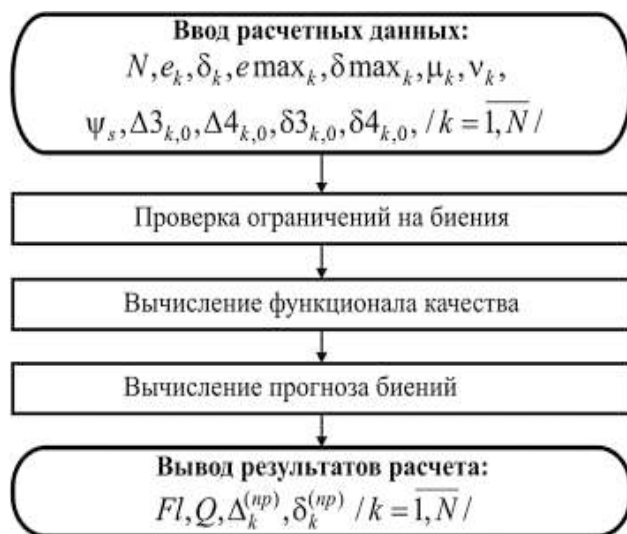 Ввод расчетных данных:
N, e_k, δ_k, e max_k, δ max_k, μ_k, ν_k,
ψ_s, Δ3_{k,0}, Δ4_{k,0}, δ3_{k,0}, δ4_{k,0}, / k = \overline{1, N} /
Проверка ограничений на биения
Вычисление функционала качества
Вычисление прогноза биений
Вывод результатов расчета:
Fl, Q, Δ_k^{(пр)}, δ_k^{(пр)} / k = \overline{1, N} /